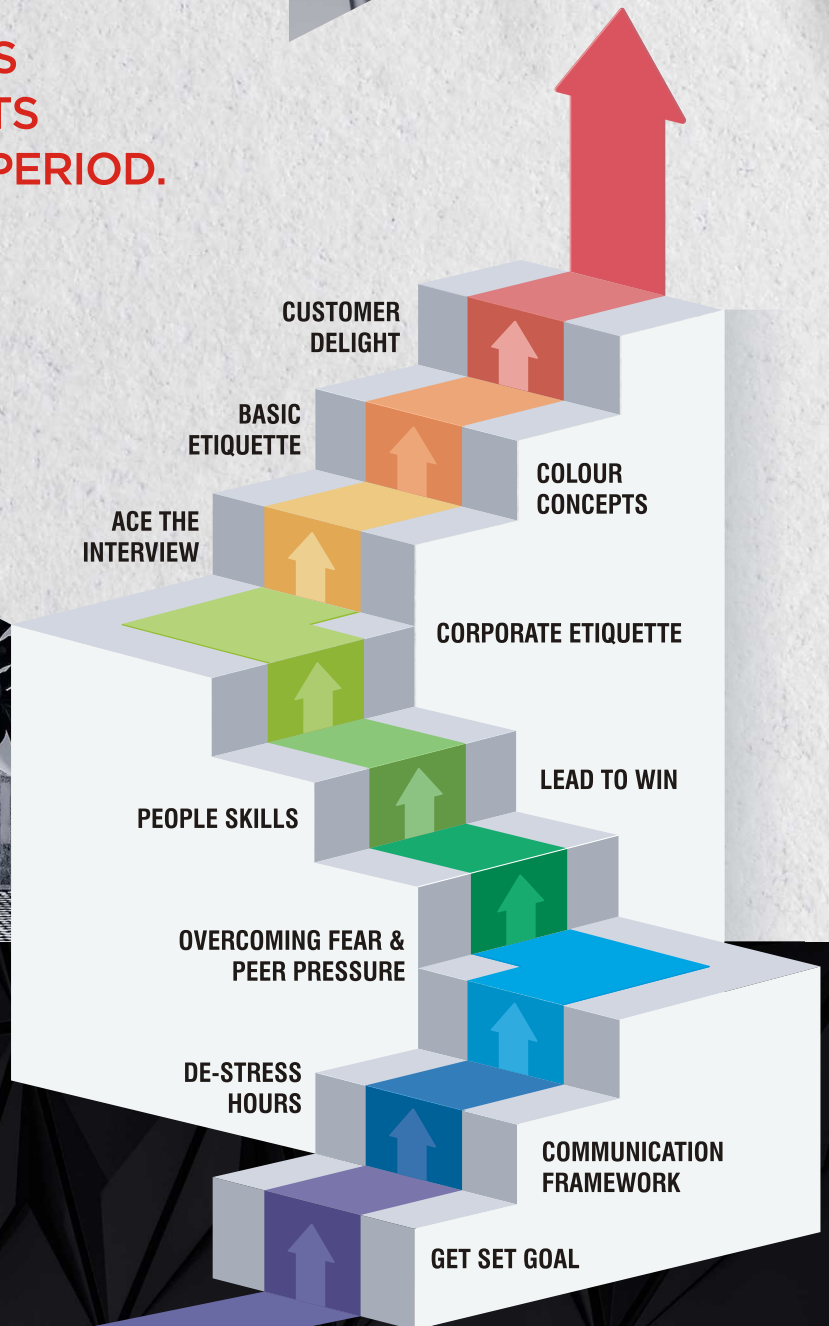 PERIOD.
CUSTOMER
DELIGHT
BASIC
ETIQUETTE
COLOUR
CONCEPTS
ACE THE
INTERVIEW
CORPORATE ETIQUETTE
LEAD TO WIN
PEOPLE SKILLS
OVERCOMING FEAR &
PEER PRESSURE
DE-STRESS
HOURS
COMMUNICATION
FRAMEWORK
GET SET GOAL